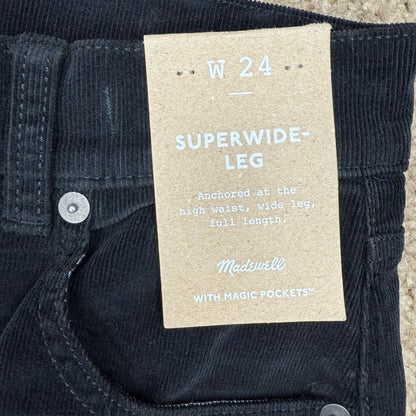 W 24
SUPERWIDE-
LEG
Anchored at the
high waist, wide leg,
full length.
Madewell
WITH MAGIC POCKETS™